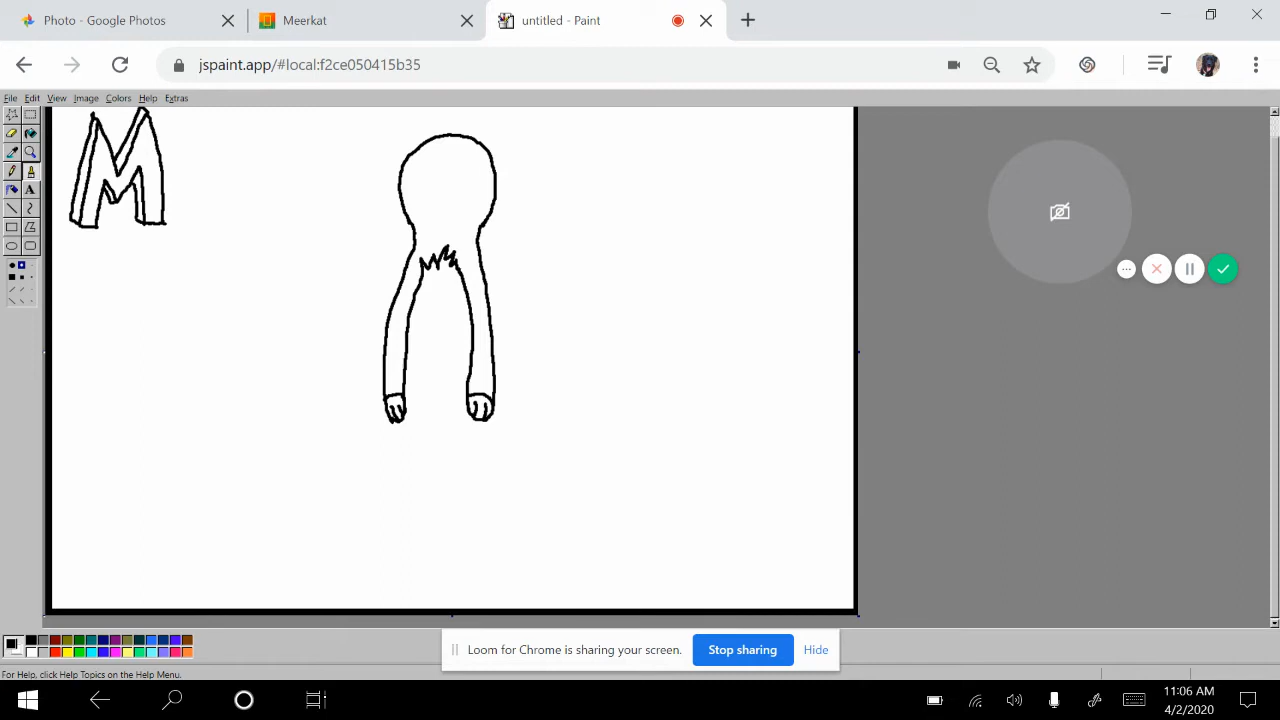 Photo - Google Photos
Meerkat
untitled - Paint
jspaint.app/#local:f2ce050415b35
File Edit View Image Colors Help Extras
M
A
Loom for Chrome is sharing your screen.
Stop sharing
Hide
For Help, click Help Topics on the Help Menu.
11:06 AM
4/2/2020